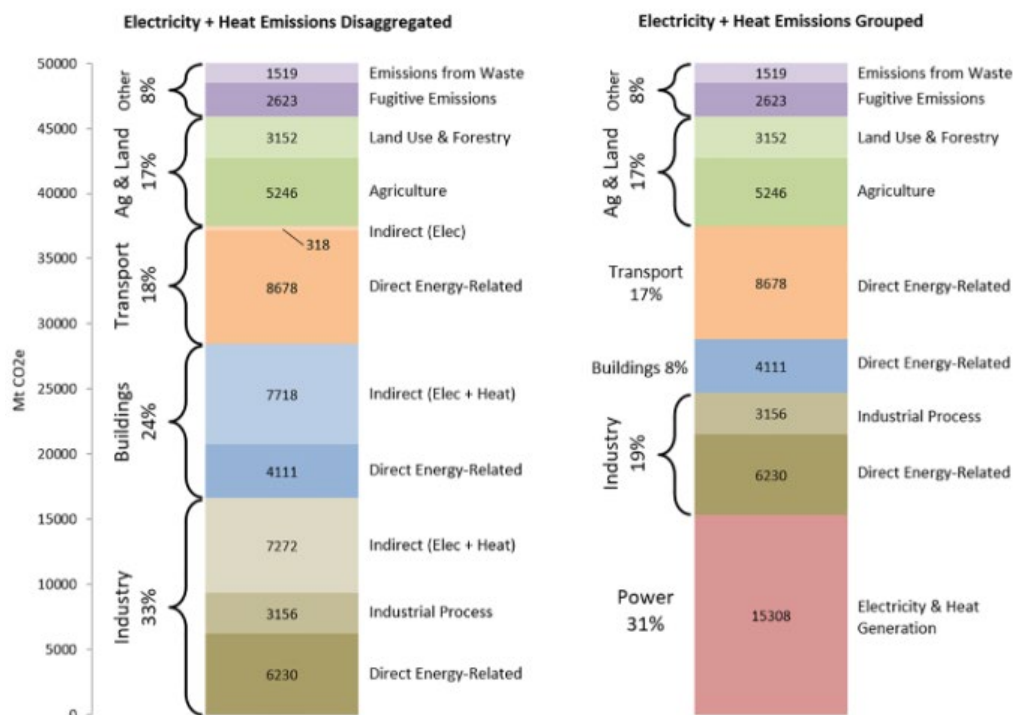 Electricity + Heat Emissions Disaggregated
50000
45000
40000
35000
30000
25000
20000
15000
10000
5000
0
Mt CO2e
Other
8%
Ag & Land
17%
Transport
18%
Buildings
24%
Industry
33%
1519
Emissions from Waste
2623
Fugitive Emissions
3152
Land Use & Forestry
5246
Agriculture
Indirect (Elec)
318
8678
Direct Energy-Related
7718
Indirect (Elec + Heat)
4111
Direct Energy-Related
7272
Indirect (Elec + Heat)
3156
Industrial Process
6230
Direct Energy-Related
Electricity + Heat Emissions Grouped
Other
8%
Ag & Land
17%
Transport
17%
Buildings 8%
Industry
19%
Power
31%
1519
Emissions from Waste
2623
Fugitive Emissions
3152
Land Use & Forestry
5246
Agriculture
8678
Direct Energy-Related
4111
Direct Energy-Related
3156
Industrial Process
6230
Direct Energy-Related
15308
Electricity & Heat
Generation